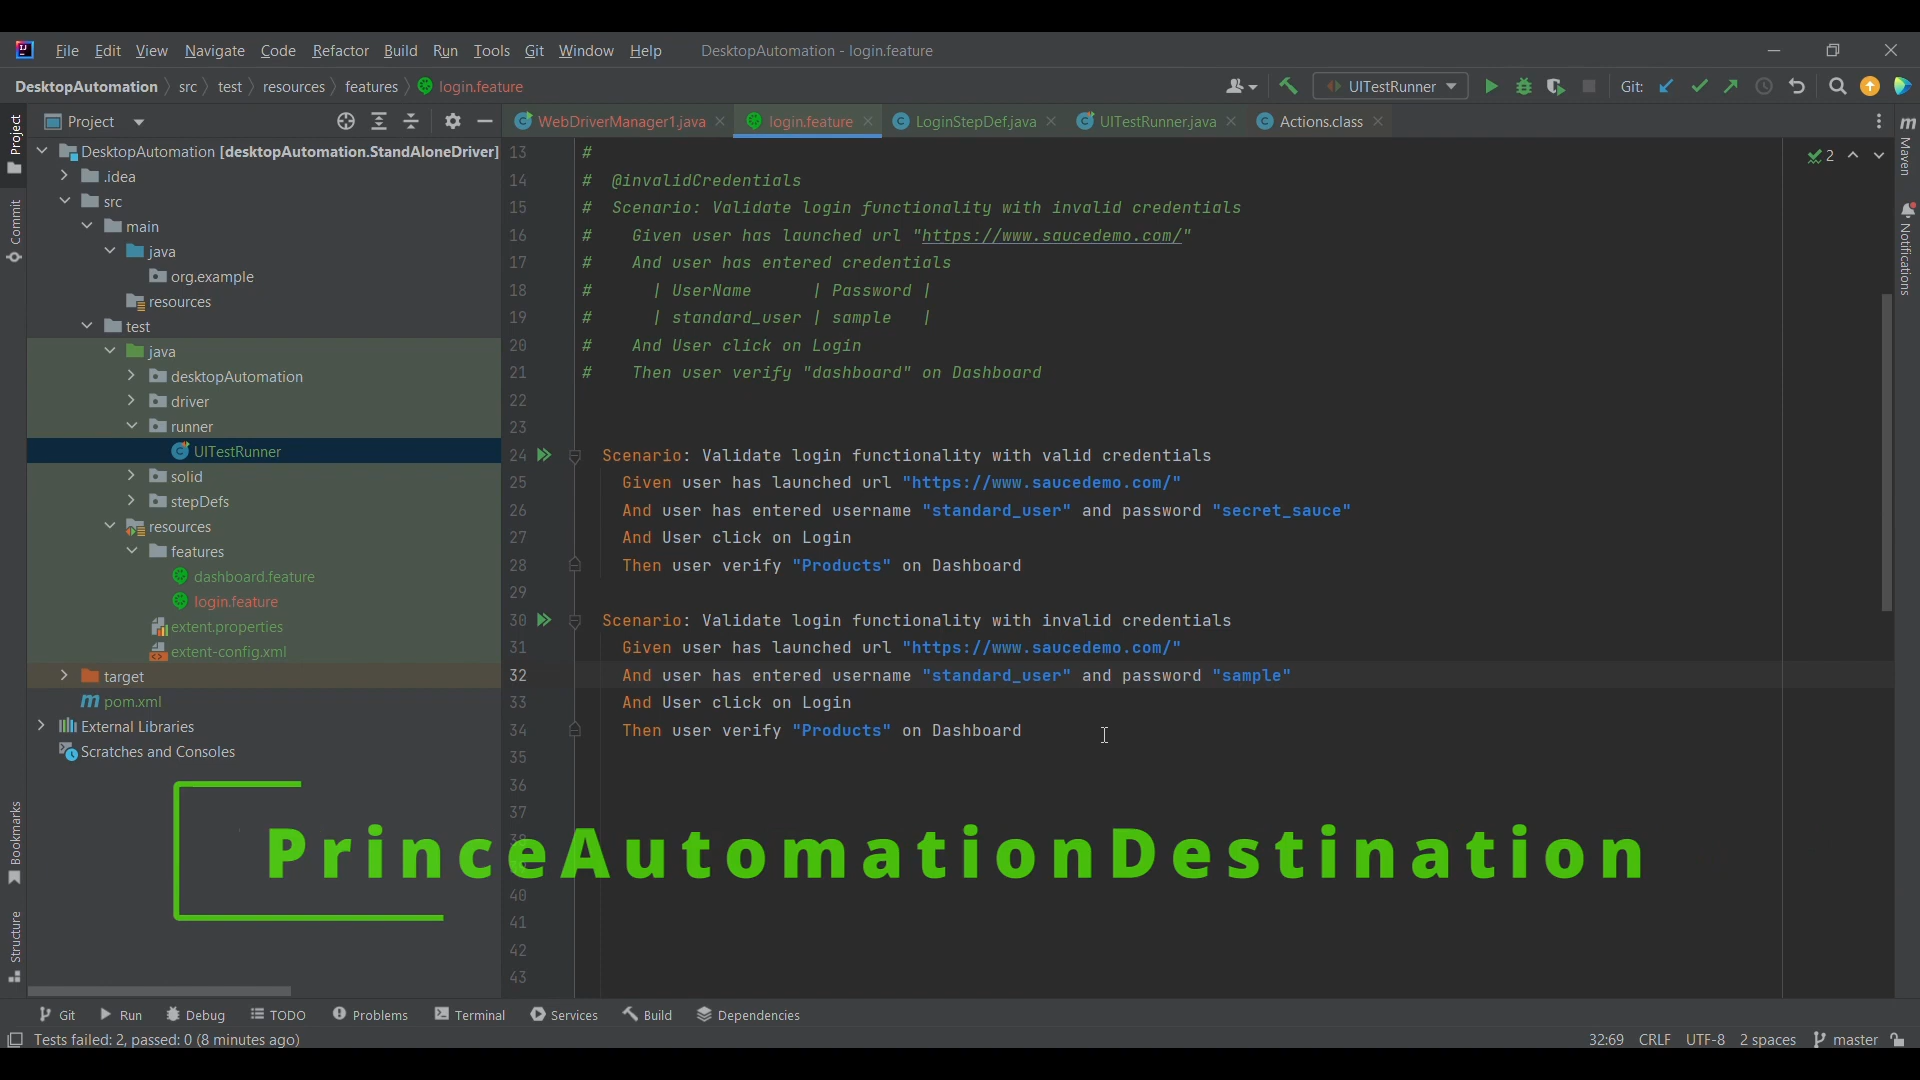 File Edit View Navigate Code Refactor Build Run Tools Git Window Help DesktopAutomation - login.feature
DesktopAutomation src test resources features login.feature UITestRunner Git:
Project WebDriverManager1.java login.feature LoginStepDef.java UITestRunner.java Actions.class
Project
Commit
Bookmarks
Structure
DesktopAutomation [desktopAutomation.StandAloneDriver]
.idea
src
main
java
org.example
resources
test
java
desktopAutomation
driver
runner
UITestRunner
solid
stepDefs
resources
features
dashboard.feature
login.feature
extent.properties
extent-config.xml
target
pom.xml
External Libraries
Scratches and Consoles
13 #
14 # @invalidCredentials
15 # Scenario: Validate login functionality with invalid credentials
16 # Given user has launched url "https://www.saucedemo.com/"
17 # And user has entered credentials
18 # | UserName | Password |
19 # | standard_user | sample |
20 # And User click on Login
21 # Then user verify "dashboard" on Dashboard
22
23
24 Scenario: Validate login functionality with valid credentials
25 Given user has launched url "https://www.saucedemo.com/"
26 And user has entered username "standard_user" and password "secret_sauce"
27 And User click on Login
28 Then user verify "Products" on Dashboard
29
30 Scenario: Validate login functionality with invalid credentials
31 Given user has launched url "https://www.saucedemo.com/"
32 And user has entered username "standard_user" and password "sample"
33 And User click on Login
34 Then user verify "Products" on Dashboard
35
36
37
PrinceAutomationDestination
40
41
42
43
2
m
Maven
Notifications
Git Run Debug TODO Problems Terminal Services Build Dependencies
Tests failed: 2, passed: 0 (8 minutes ago) 32:69 CRLF UTF-8 2 spaces master